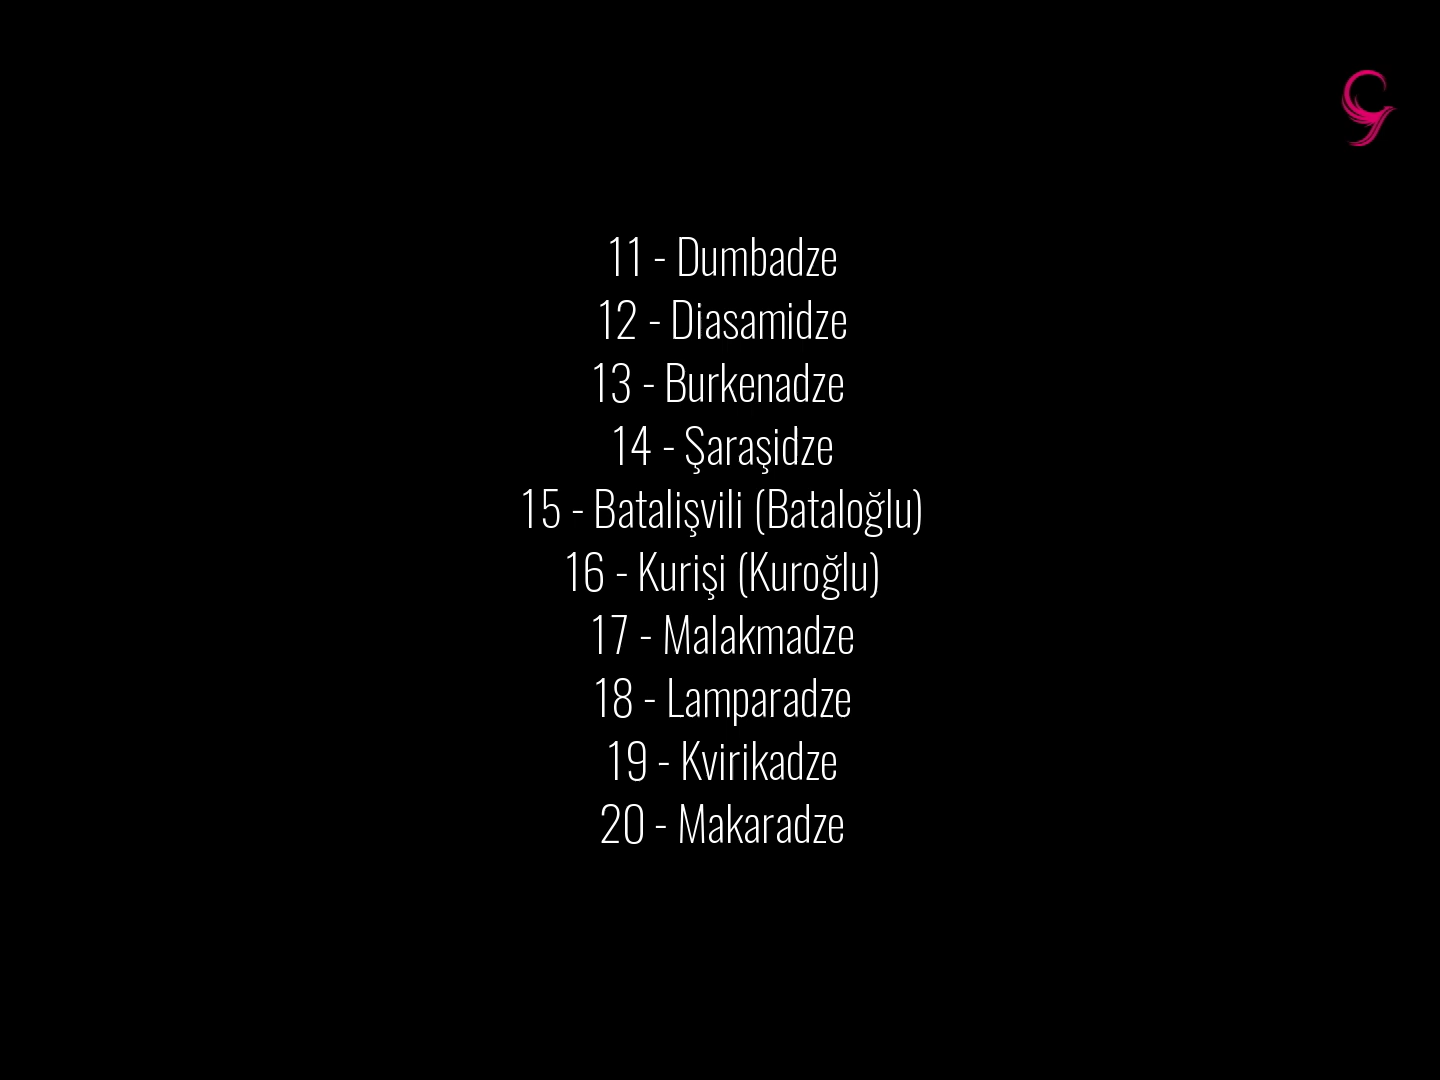 11 - Dumbadze
12 - Diasamidze
13 - Burkenadze
14 - Şaraşidze
15 - Batalişvili (Bataloğlu)
16 - Kurişi (Kuroğlu)
17 - Malakmadze
18 - Lamparadze
19 - Kvirikadze
20 - Makaradze